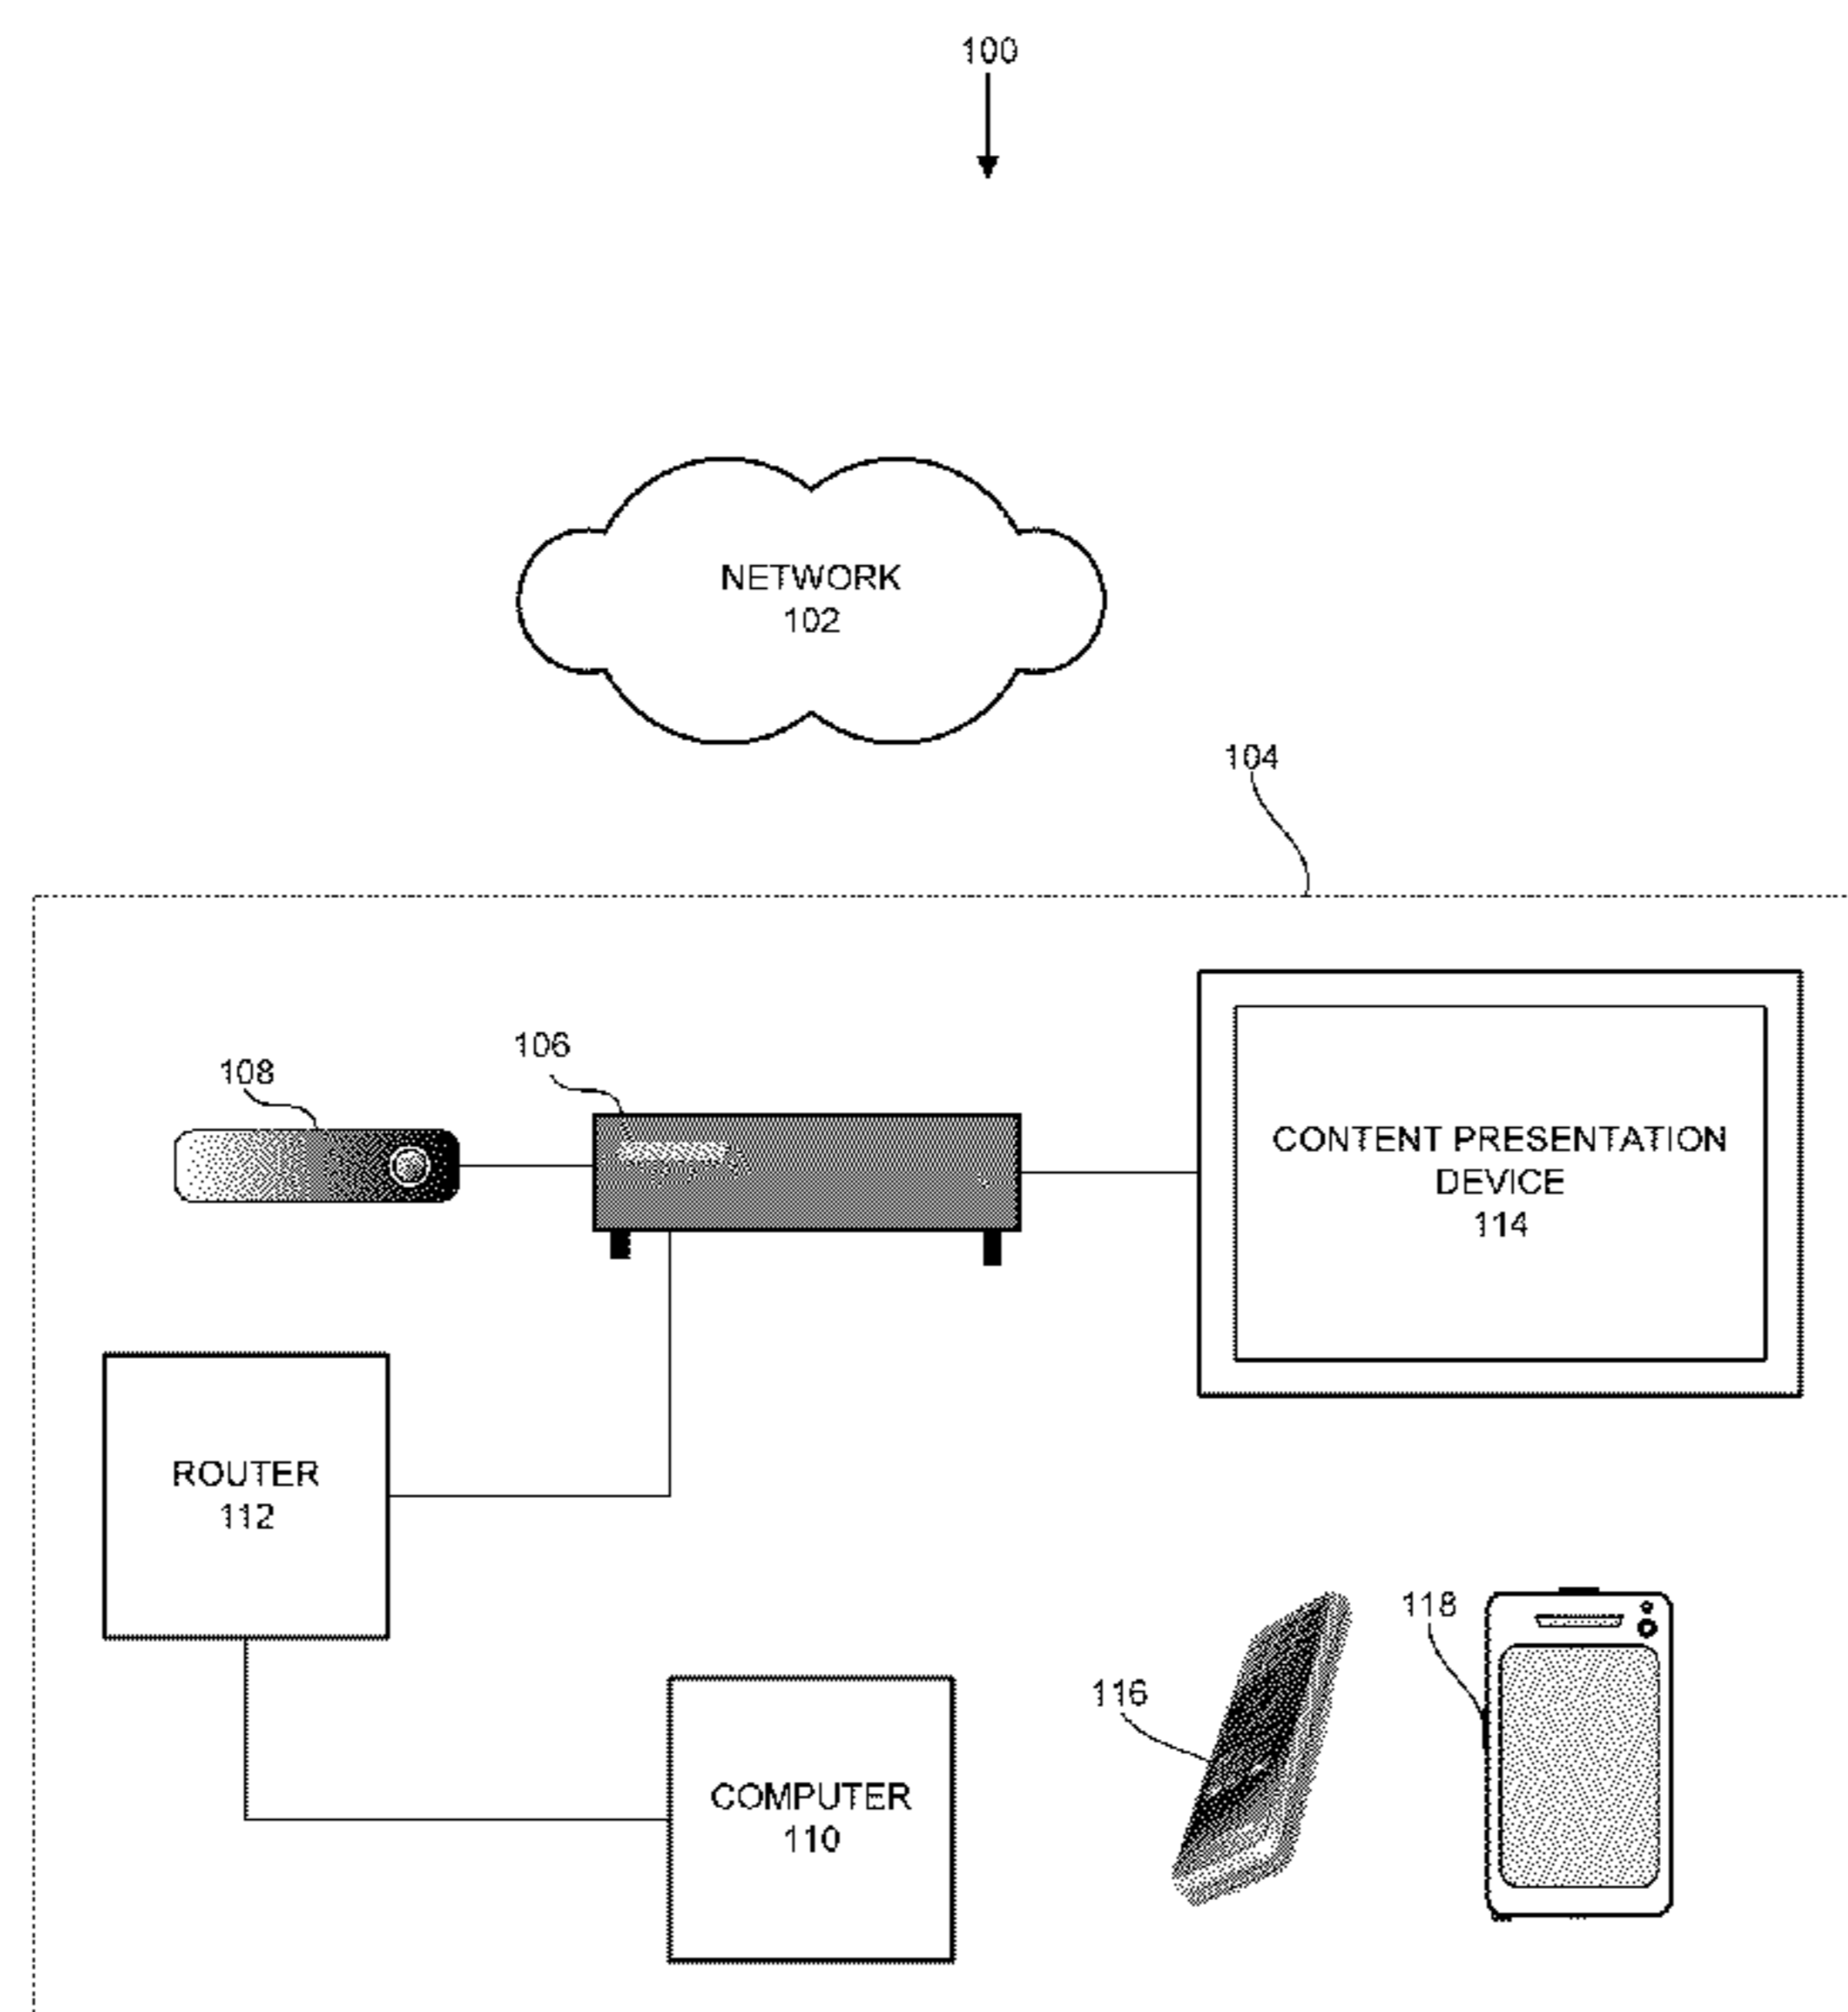 100
NETWORK
102
104
106
108
CONTENT PRESENTATION
DEVICE
114
ROUTER
112
118
116
COMPUTER
110